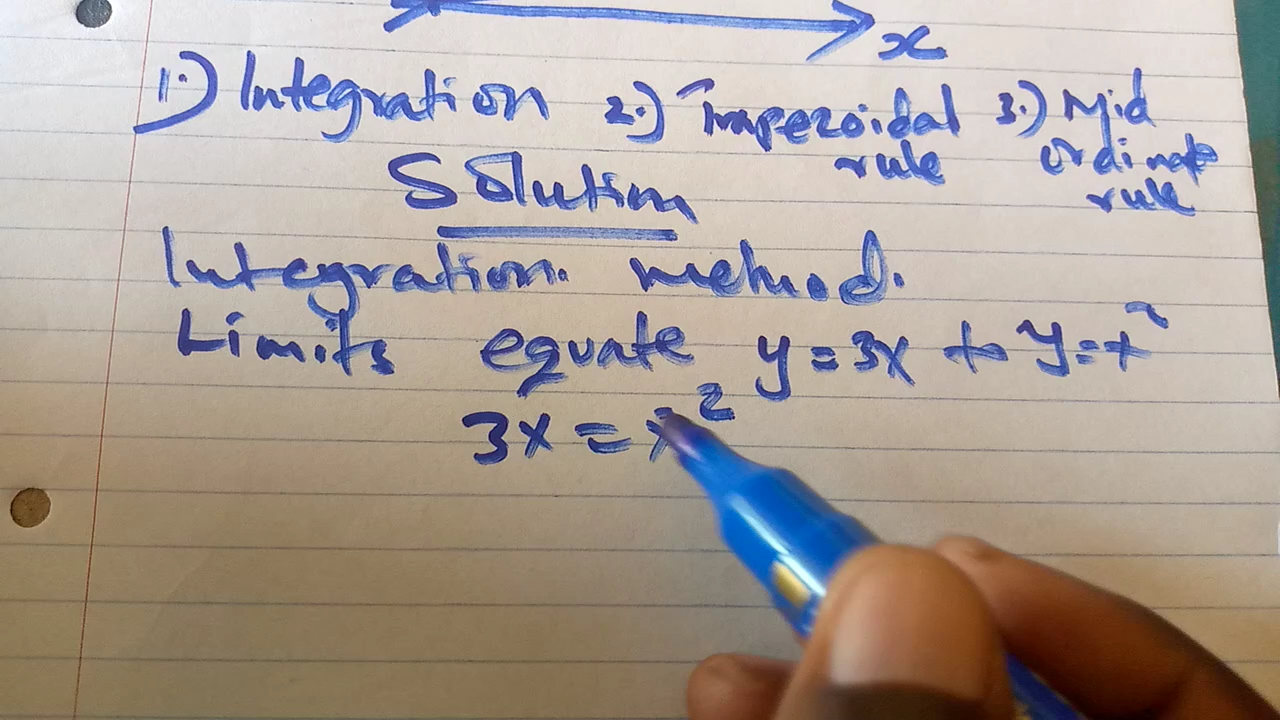 x
1.) Integration 2.) Trapezoidal rule 3.) Mid ordinate rule
Solution
Integration. method.
Limits equate y=3x to y=x²
3x=x²